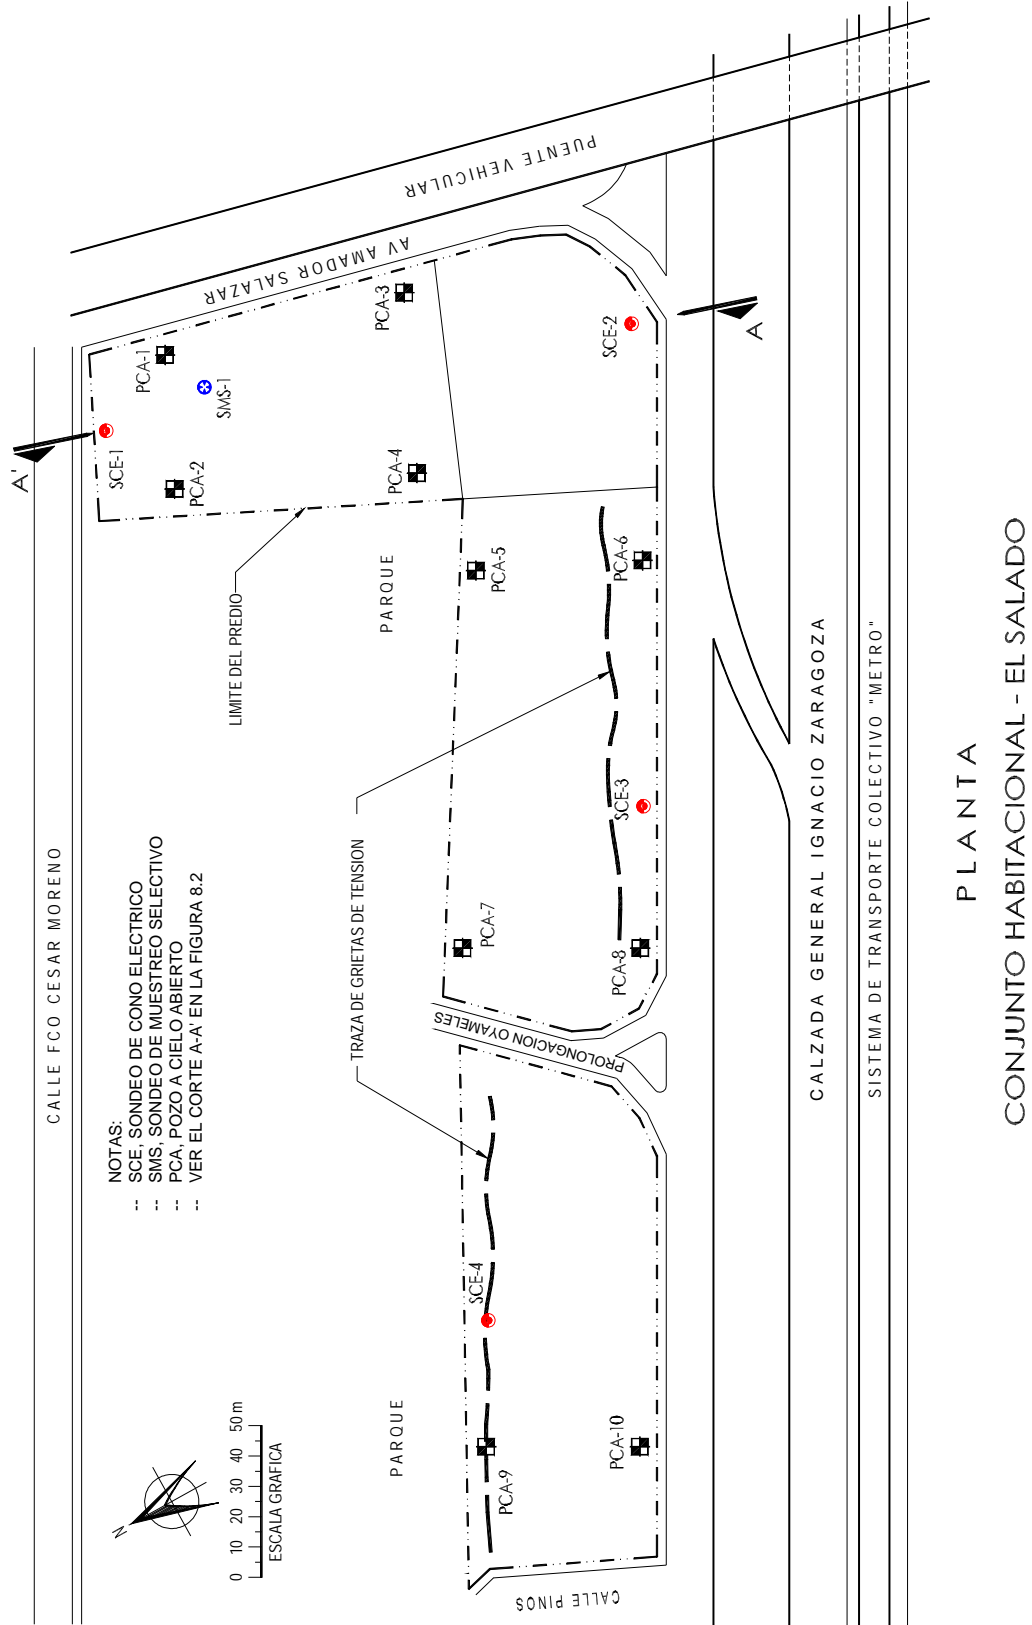 CALLE FCO CESAR MORENO
NOTAS:
-- SCE, SONDEO DE CONO ELECTRICO
-- SMS, SONDEO DE MUESTREO SELECTIVO
-- PCA, POZO A CIELO ABIERTO
-- VER EL CORTE A-A' EN LA FIGURA 8.2
N
0 10 20 30 40 50 m
ESCALA GRAFICA
A'
SCE-1
PCA-1
SMS-1
PCA-2
PCA-3
PCA-4
AV AMADOR SALAZAR
PUENTE VEHICULAR
LIMITE DEL PREDIO
PARQUE
PCA-5
SCE-2
A
PCA-6
TRAZA DE GRIETAS DE TENSION
SCE-3
PCA-7
PCA-8
PROLONGACION OYAMELES
SCE-4
PARQUE
PCA-9
PCA-10
CALLE PINOS
CALZADA GENERAL IGNACIO ZARAGOZA
SISTEMA DE TRANSPORTE COLECTIVO "METRO"
PLANTA
CONJUNTO HABITACIONAL - EL SALADO